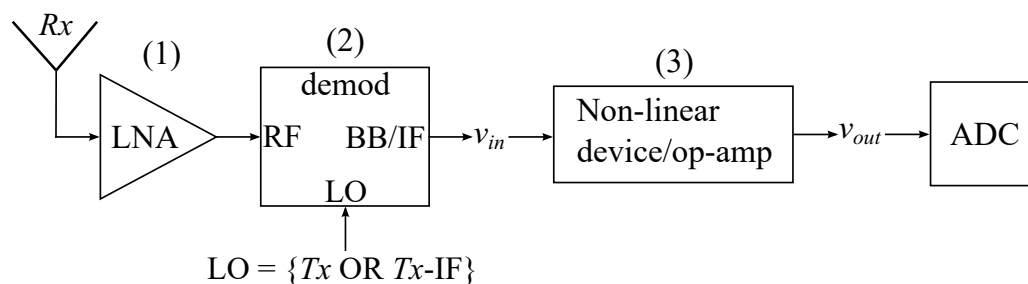 Rx
(1)
(2)
(3)
LNA
demod
RF
BB/IF
LO
v_in
Non-linear
device/op-amp
v_out
ADC
LO = {Tx OR Tx-IF}